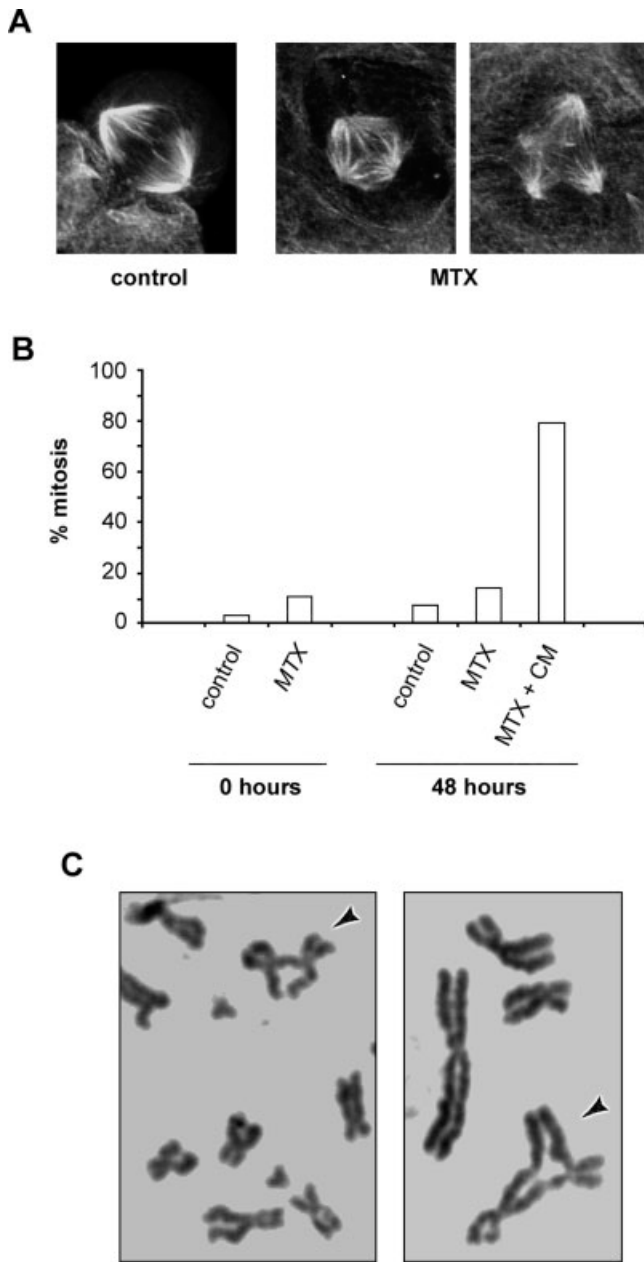 A
control
MTX
B
100
80
60
40
20
0
% mitosis
control
MTX
control
MTX
MTX + CM
0 hours
48 hours
C